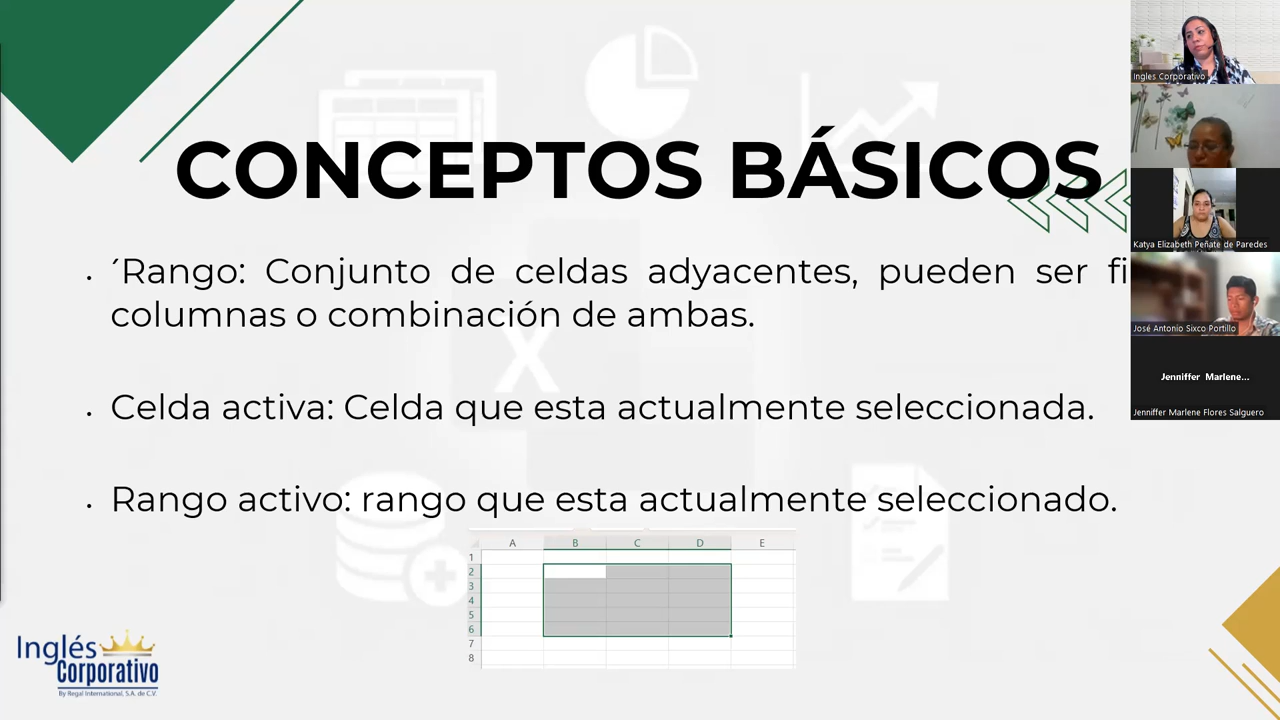 CONCEPTOS BÁSICOS
· ´Rango: Conjunto de celdas adyacentes, pueden ser fi
columnas o combinación de ambas.
· Celda activa: Celda que esta actualmente seleccionada.
· Rango activo: rango que esta actualmente seleccionado.
A B C D E
1
2
3
4
5
6
7
8
Inglés
Corporativo
By Regal International, S.A. de C.V.
Ingles Corporativo
Katya Elizabeth Peñate de Paredes
José Antonio Sixco Portillo
Jenniffer Marlene...
Jenniffer Marlene Flores Salguero